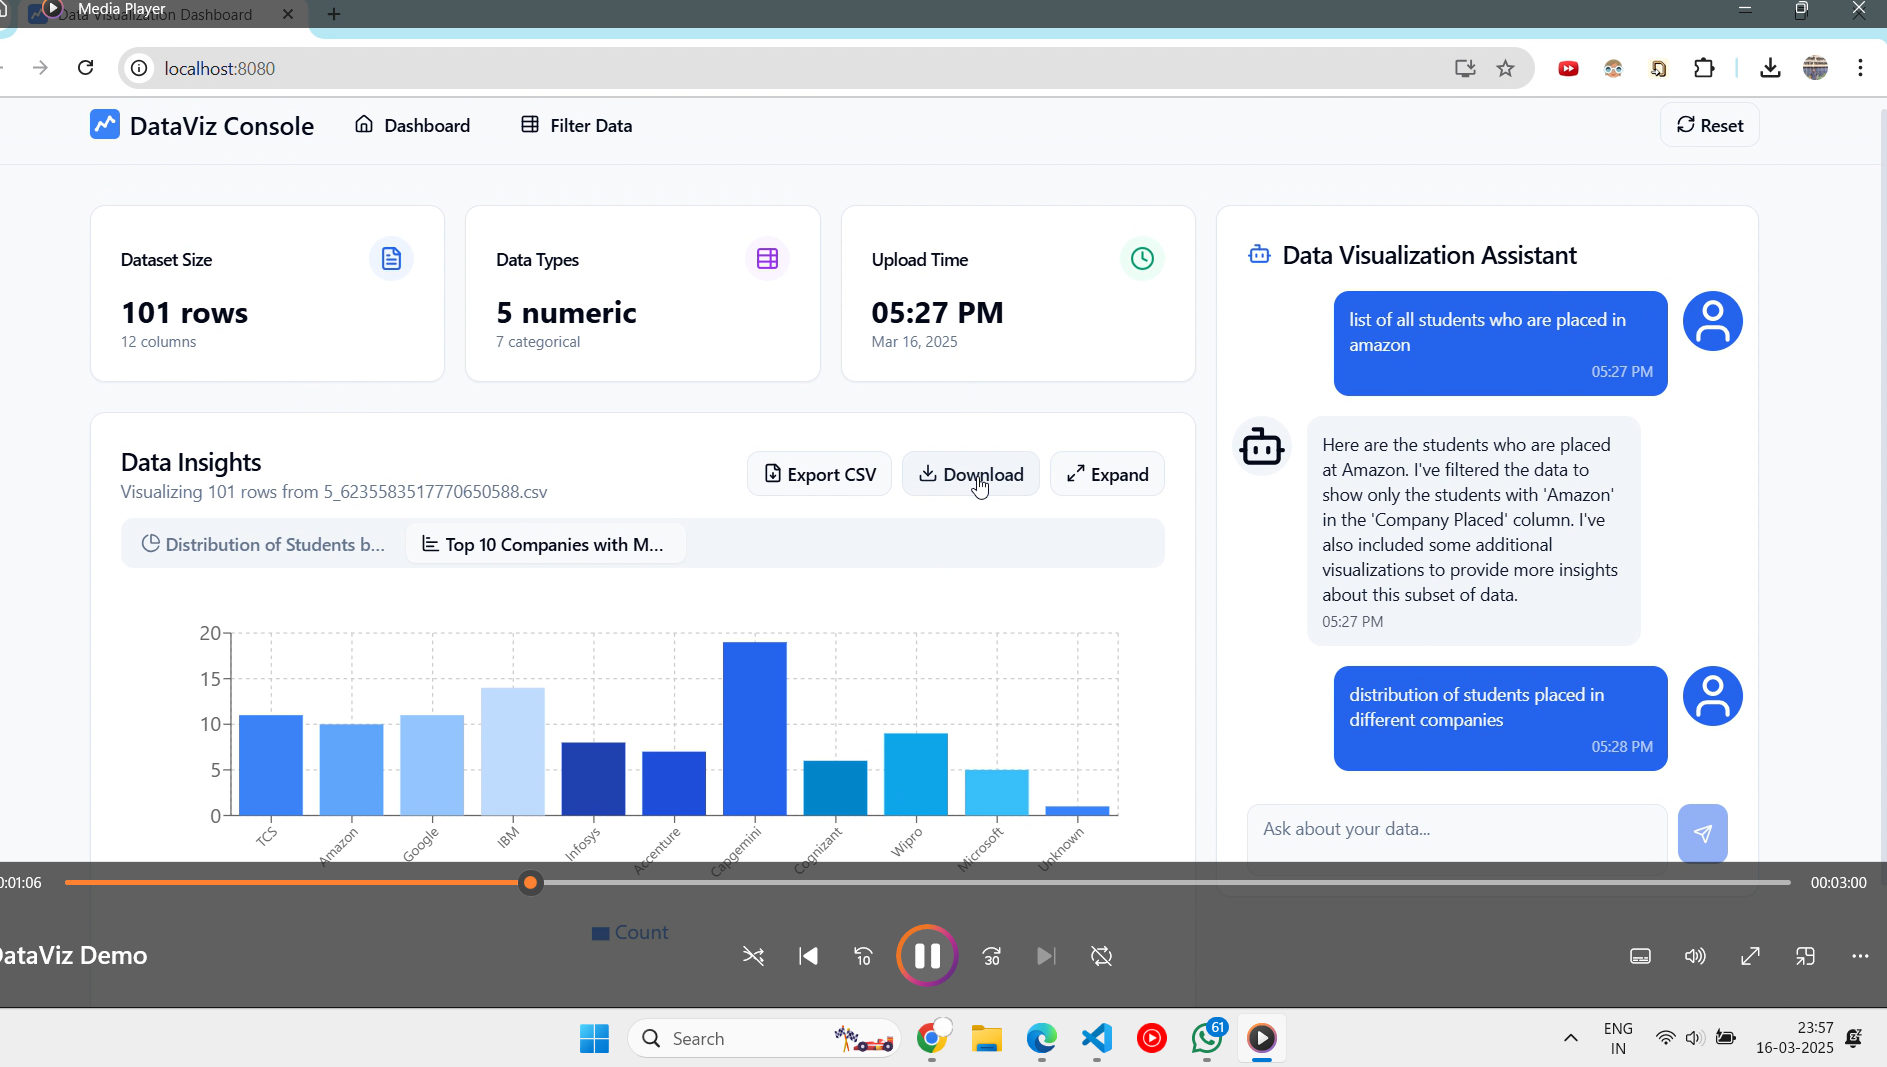 Media Player
Data Visualization Dashboard
localhost:8080
DataViz Console
Dashboard
Filter Data
Reset
Dataset Size
101 rows
12 columns
Data Types
5 numeric
7 categorical
Upload Time
05:27 PM
Mar 16, 2025
Data Insights
Visualizing 101 rows from 5_6235583517770650588.csv
Export CSV
Download
Expand
Distribution of Students b...
Top 10 Companies with M...
20
15
10
5
0
TCS
Amazon
Google
IBM
Infosys
Accenture
Capgemini
Cognizant
Wipro
Microsoft
Unknown
Count
Data Visualization Assistant
list of all students who are placed in
amazon
05:27 PM
Here are the students who are placed
at Amazon. I've filtered the data to
show only the students with 'Amazon'
in the 'Company Placed' column. I've
also included some additional
visualizations to provide more insights
about this subset of data.
05:27 PM
distribution of students placed in
different companies
05:28 PM
Ask about your data...
0:01:06
00:03:00
DataViz Demo
10
30
Search
61
ENG
IN
23:57
16-03-2025